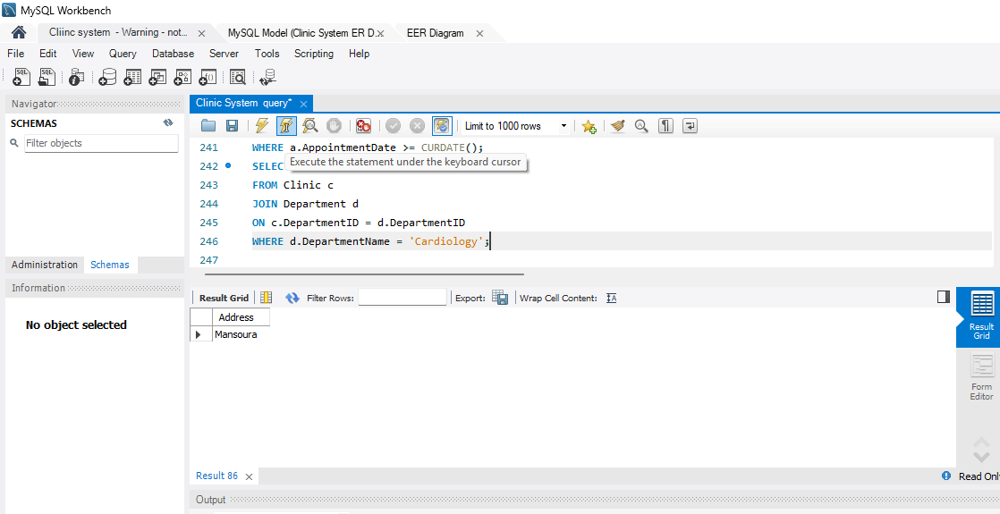 MySQL Workbench
Cliinc system - Warning - not... × MySQL Model (Clinic System ER D... × EER Diagram ×
File Edit View Query Database Server Tools Scripting Help
Navigator
SCHEMAS
Filter objects
Administration Schemas
Information
No object selected
Clinic System query* ×
Limit to 1000 rows
241 WHERE a.AppointmentDate >= CURDATE();
Execute the statement under the keyboard cursor
242 SELEC
243 FROM Clinic c
244 JOIN Department d
245 ON c.DepartmentID = d.DepartmentID
246 WHERE d.DepartmentName = 'Cardiology';
247
Result Grid Filter Rows: Export: Wrap Cell Content:
Address
Mansoura
Result Grid
Form Editor
Result 86 ×
Read Onl
Output